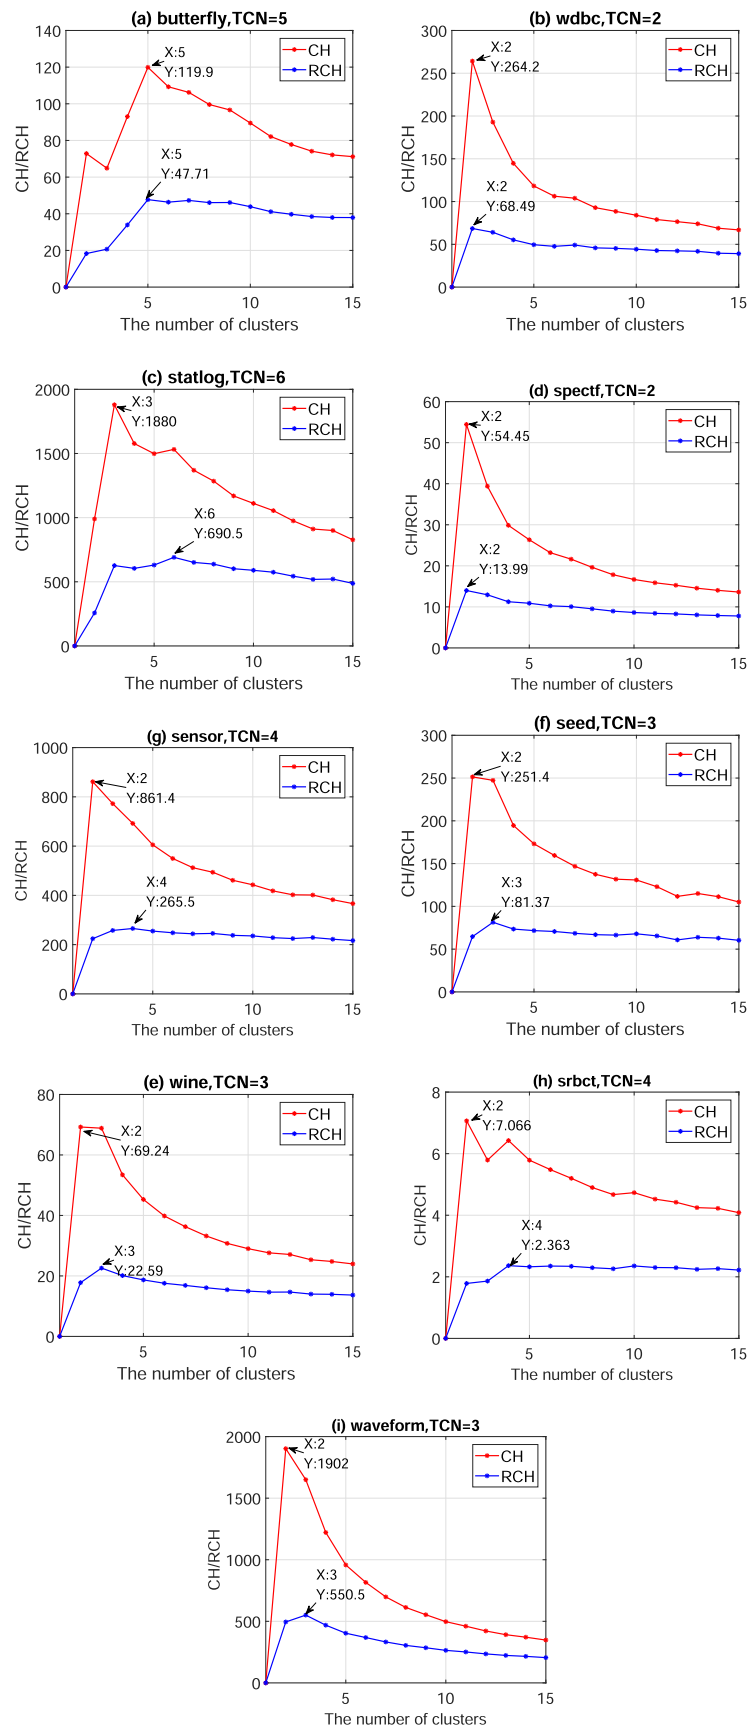 (a) butterfly,TCN=5
140
120
100
80
60
40
20
0
CH/RCH
X:5
Y:119.9
X:5
Y:47.71
CH
RCH
5
10
15
The number of clusters
(b) wdbc,TCN=2
300
250
200
150
100
50
0
CH/RCH
X:2
Y:264.2
X:2
Y:68.49
CH
RCH
5
10
15
The number of clusters
(c) statlog,TCN=6
2000
1500
1000
500
0
CH/RCH
X:3
Y:1880
X:6
Y:690.5
CH
RCH
5
10
15
The number of clusters
(d) spectf,TCN=2
60
50
40
30
20
10
0
CH/RCH
X:2
Y:54.45
X:2
Y:13.99
CH
RCH
5
10
15
The number of clusters
(g) sensor,TCN=4
1000
800
600
400
200
0
CH/RCH
X:2
Y:861.4
X:4
Y:265.5
CH
RCH
5
10
15
The number of clusters
(f) seed,TCN=3
300
250
200
150
100
50
0
CH/RCH
X:2
Y:251.4
X:3
Y:81.37
CH
RCH
5
10
15
The number of clusters
(e) wine,TCN=3
80
60
40
20
0
CH/RCH
X:2
Y:69.24
X:3
Y:22.59
CH
RCH
5
10
15
The number of clusters
(h) srbct,TCN=4
8
6
4
2
0
CH/RCH
X:2
Y:7.066
X:4
Y:2.363
CH
RCH
5
10
15
The number of clusters
(i) waveform,TCN=3
2000
1500
1000
500
0
CH/RCH
X:2
Y:1902
X:3
Y:550.5
CH
RCH
5
10
15
The number of clusters